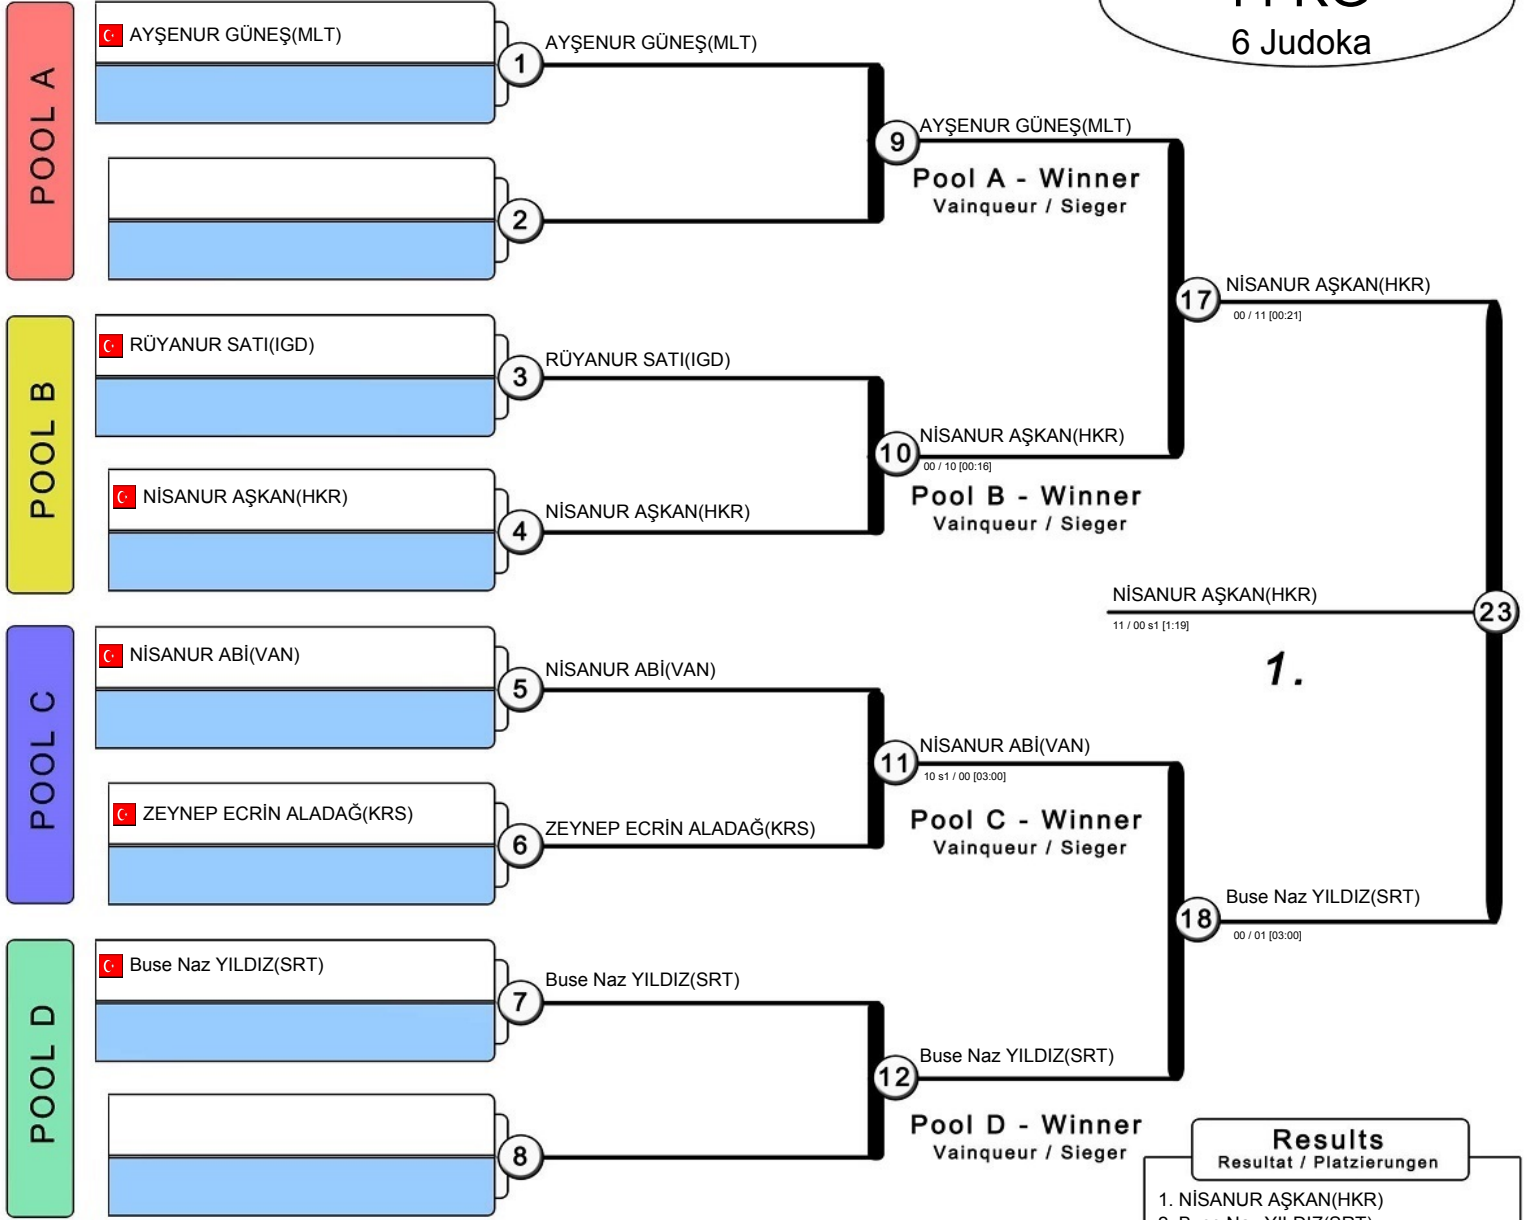 6 Judoka
POOL A
AYŞENUR GÜNEŞ(MLT)
1
AYŞENUR GÜNEŞ(MLT)
2
9
AYŞENUR GÜNEŞ(MLT)
Pool A - Winner
Vainqueur / Sieger
17
NİSANUR AŞKAN(HKR)
00 / 11 [00:21]
POOL B
RÜYANUR SATI(IGD)
3
RÜYANUR SATI(IGD)
NİSANUR AŞKAN(HKR)
4
NİSANUR AŞKAN(HKR)
10
NİSANUR AŞKAN(HKR)
00 / 10 [00:16]
Pool B - Winner
Vainqueur / Sieger
NİSANUR AŞKAN(HKR)
11 / 00 s1 [1:19]
23
1.
POOL C
NİSANUR ABİ(VAN)
5
NİSANUR ABİ(VAN)
ZEYNEP ECRİN ALADAĞ(KRS)
6
ZEYNEP ECRİN ALADAĞ(KRS)
11
NİSANUR ABİ(VAN)
10 s1 / 00 [03:00]
Pool C - Winner
Vainqueur / Sieger
18
Buse Naz YILDIZ(SRT)
00 / 01 [03:00]
POOL D
Buse Naz YILDIZ(SRT)
7
Buse Naz YILDIZ(SRT)
8
12
Buse Naz YILDIZ(SRT)
Pool D - Winner
Vainqueur / Sieger
Results
Resultat / Platzierungen
1. NİSANUR AŞKAN(HKR)
2. Buse Naz YILDIZ(SRT)